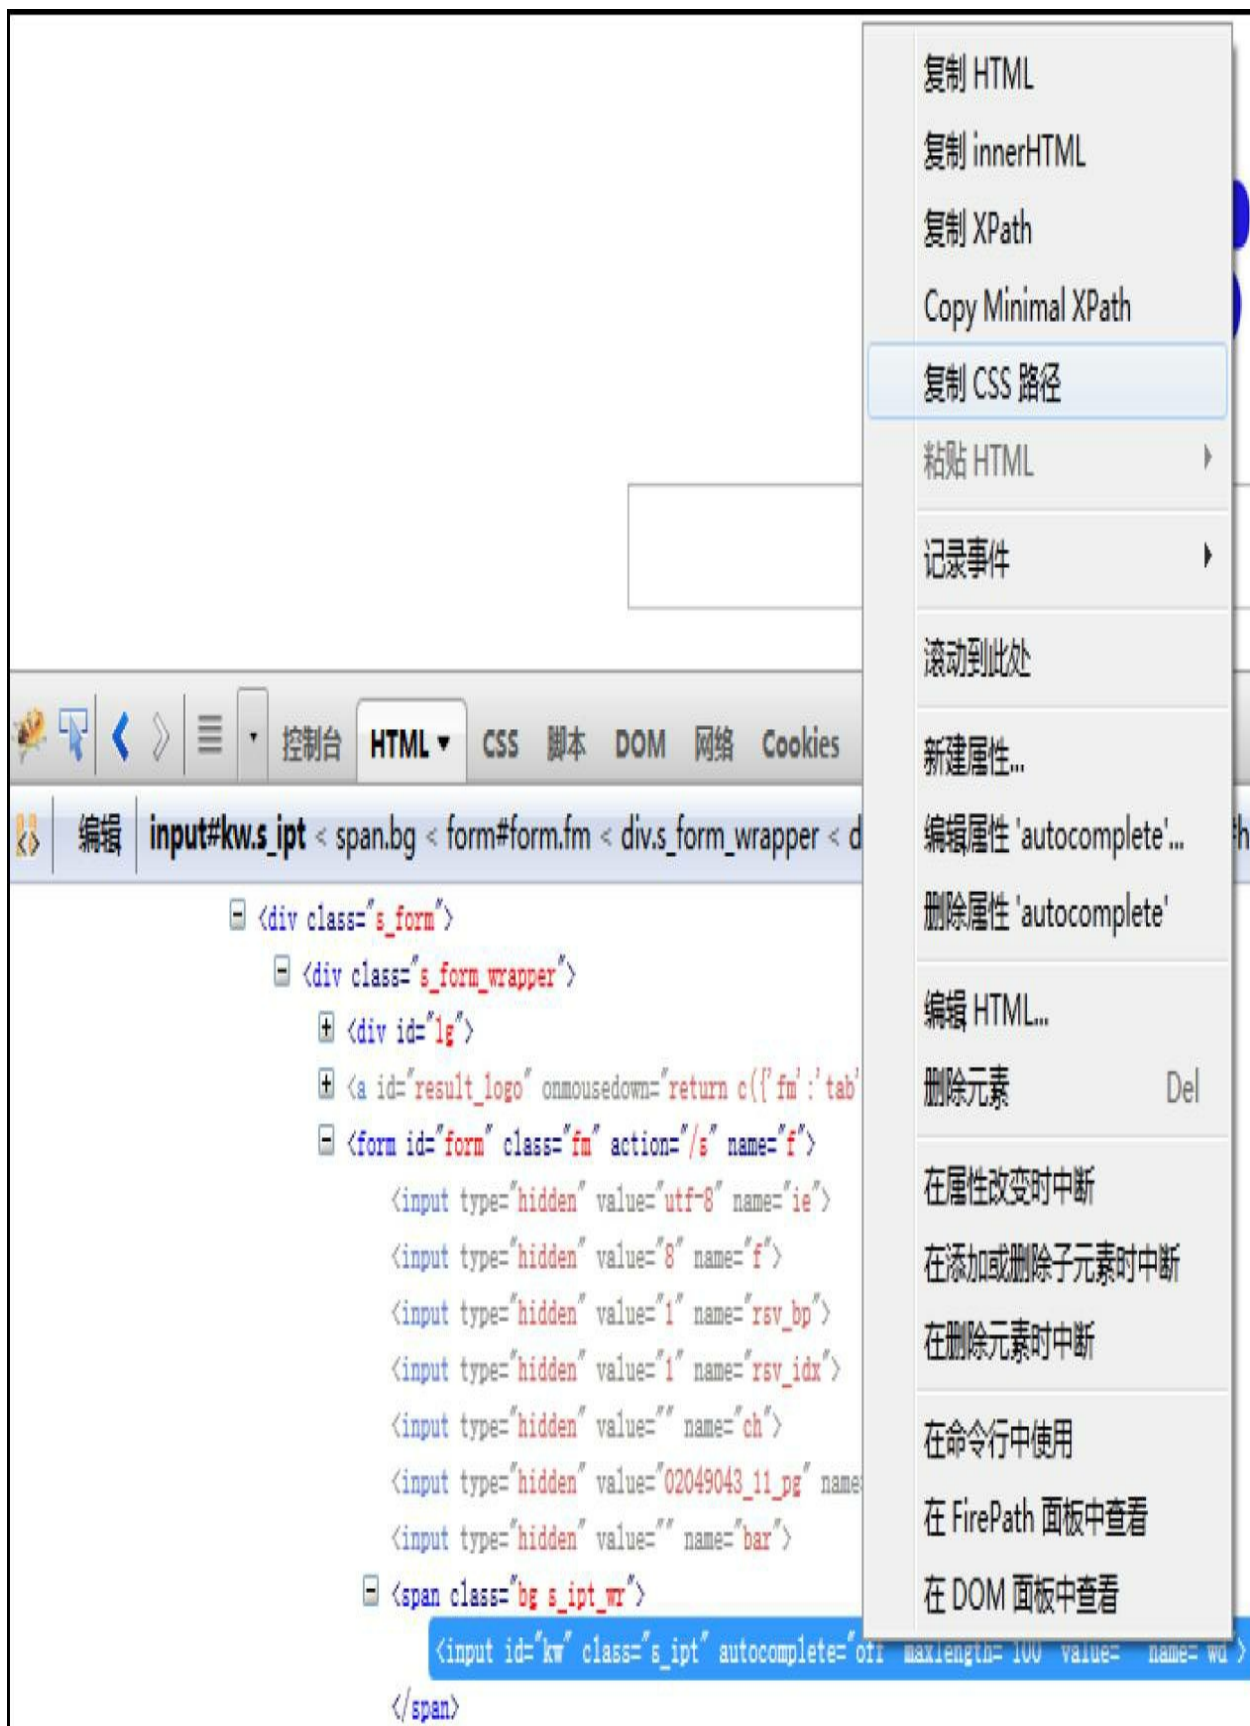 复制 HTML
复制 innerHTML
复制 XPath
Copy Minimal XPath
复制 CSS 路径
粘贴 HTML
记录事件
滚动到此处
新建属性...
编辑属性 'autocomplete'...
删除属性 'autocomplete'
编辑 HTML...
删除元素 Del
在属性改变时中断
在添加或删除子元素时中断
在删除元素时中断
在命令行中使用
在 FirePath 面板中查看
在 DOM 面板中查看
控制台 HTML CSS 脚本 DOM 网络 Cookies
编辑 input#kw.s_ipt < span.bg < form#form.fm < div.s_form_wrapper < d
<div class="s_form">
<div class="s_form_wrapper">
<div id="lg">
<a id="result_logo" onmousedown="return c({'fm':'tab'
<form id="form" class="fm" action="/s" name="f">
<input type="hidden" value="utf-8" name="ie">
<input type="hidden" value="8" name="f">
<input type="hidden" value="1" name="rsv_bp">
<input type="hidden" value="1" name="rsv_idx">
<input type="hidden" value="" name="ch">
<input type="hidden" value="02049043_11_pg" name
<input type="hidden" value="" name="bar">
<span class="bg s_ipt_wr">
<input id="kw" class="s_ipt" autocomplete="off" maxlength="100" value="" name="wd">
</span>